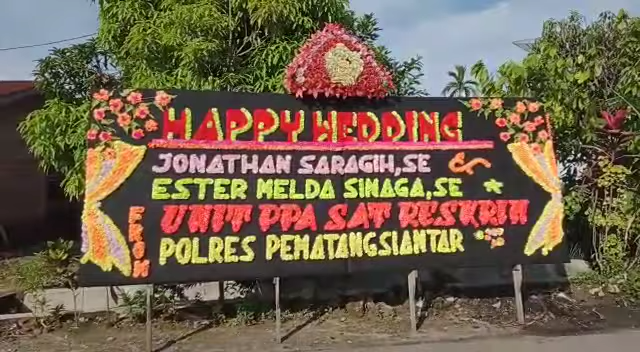 HAPPY WEDDING
JONATHAN SARAGIH,SE &
ESTER MELDA SINAGA,SE
FROM
UNIT PPA SAT RESKRIM
POLRES PEMATANGSIANTAR